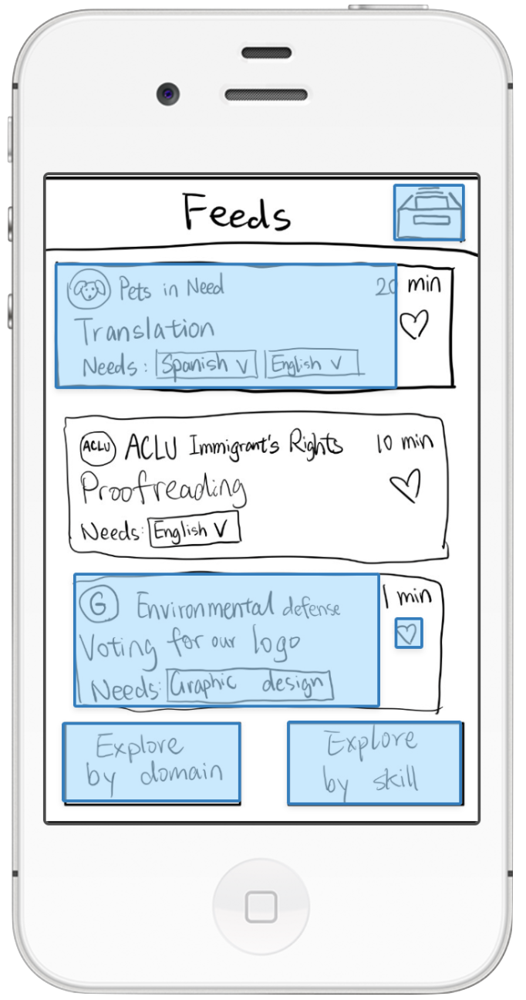 Feeds
Pets in Need 20 min
Translation
Needs: Spanish V English V
ACLU ACLU Immigrant's Rights 10 min
Proofreading
Needs: English V
G Environmental defense 1 min
Voting for our logo
Needs: Graphic design
Explore by domain
Explore by skill